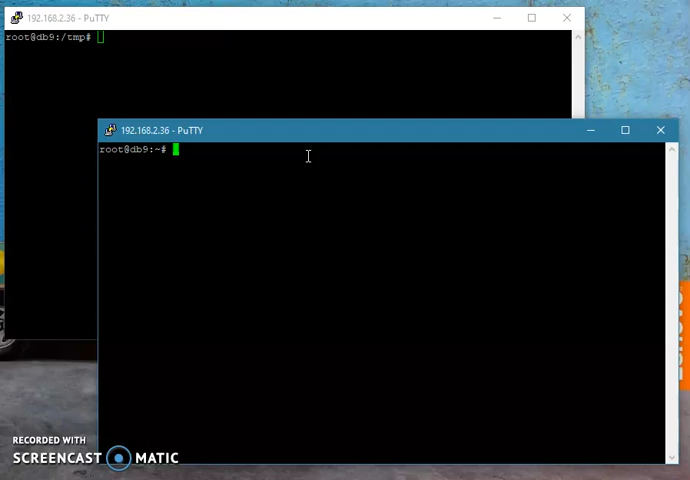 192.168.2.36 - PuTTY
root@db9:/tmp#
192.168.2.36 - PuTTY
root@db9:~#
RECORDED WITH
SCREENCAST MATIC